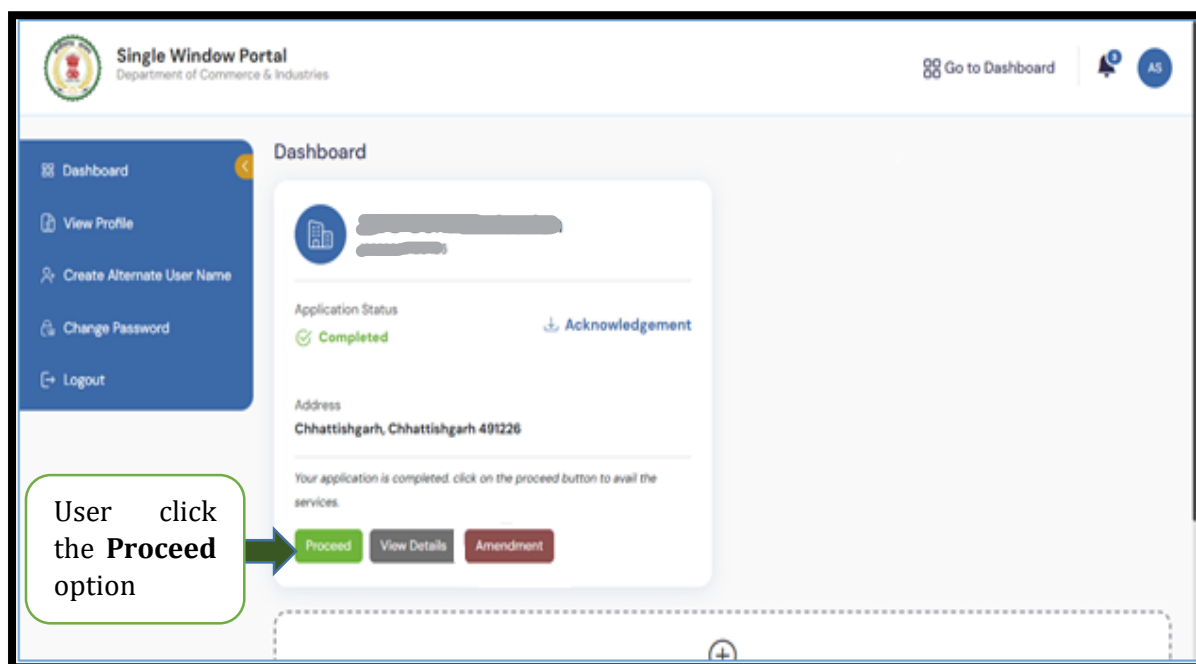 Single Window Portal
Department of Commerce & Industries
Go to Dashboard
3
AS
Dashboard
View Profile
Create Alternate User Name
Change Password
Logout
Dashboard
Application Status
Completed
Acknowledgement
Address
Chhattishgarh, Chhattishgarh 491226
Your application is completed. click on the proceed button to avail the
services.
Proceed
View Details
Amendment
User click
the Proceed
option